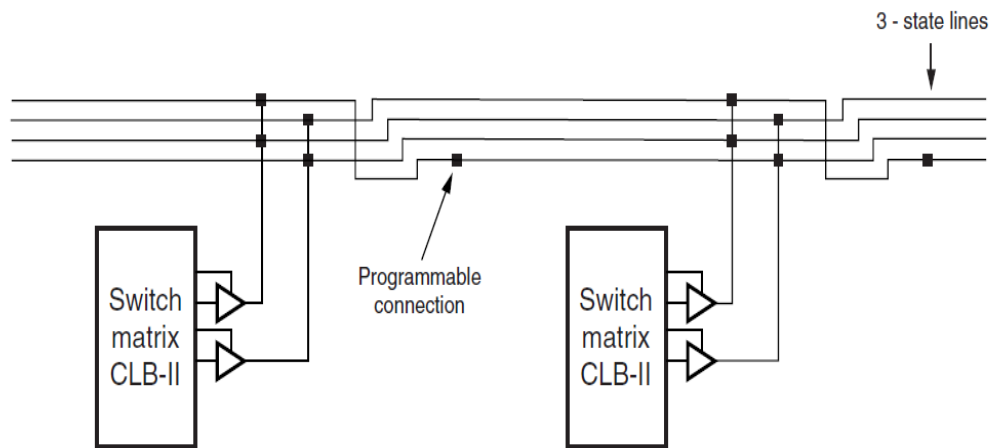 3 - state lines
Programmable
connection
Switch
matrix
CLB-II
Switch
matrix
CLB-II